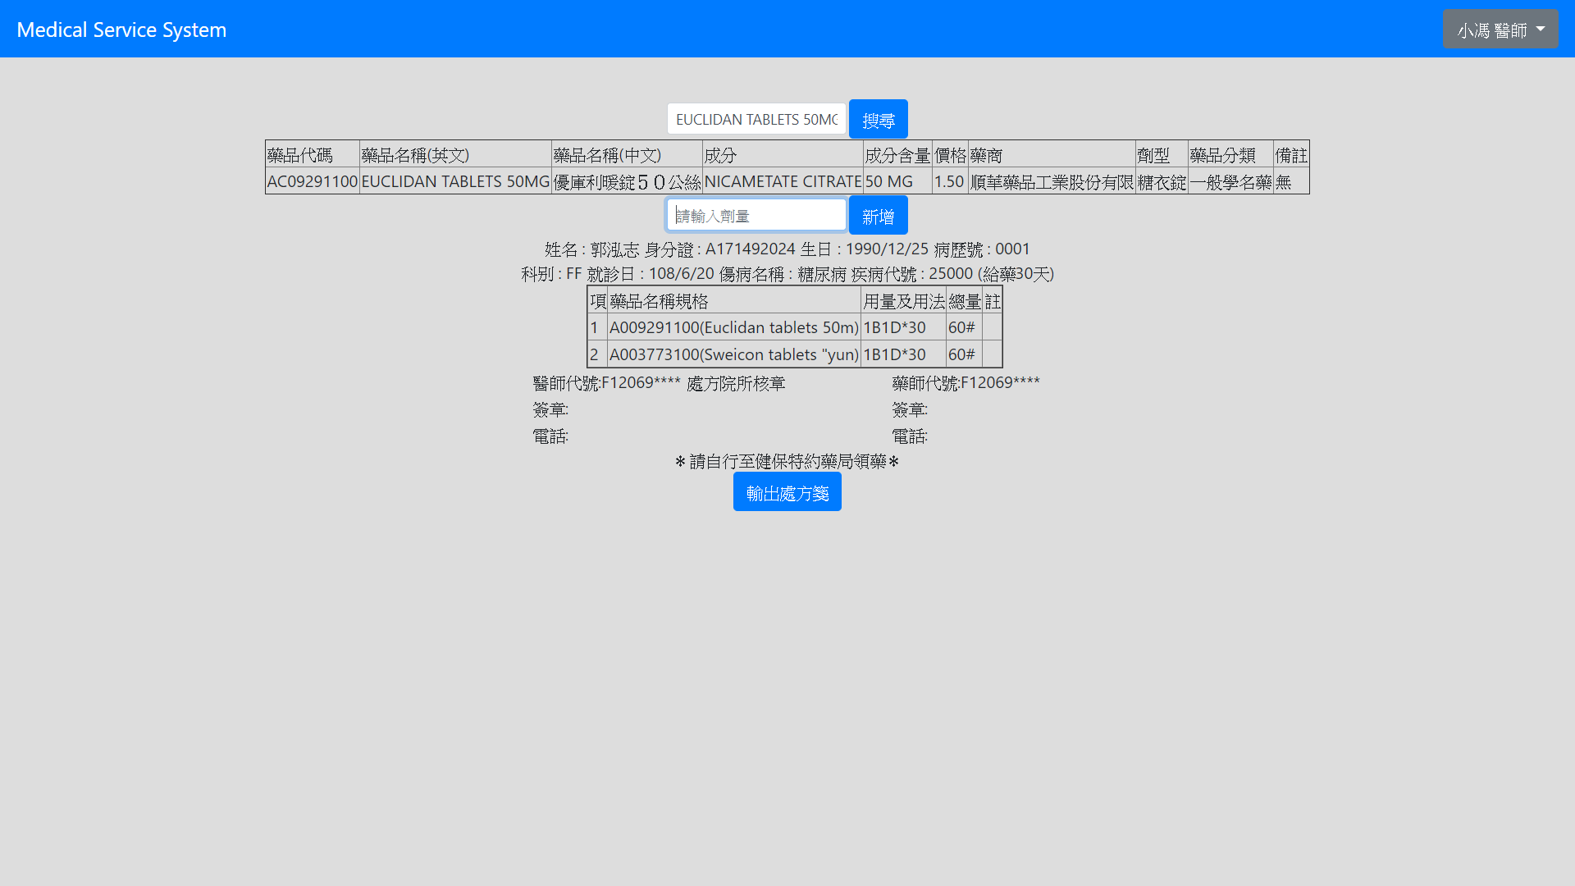 Medical Service System
小馮 醫師
EUCLIDAN TABLETS 50MG 搜尋
藥品代碼 藥品名稱(英文) 藥品名稱(中文) 成分 成分含量 價格 藥商 劑型 藥品分類 備註
AC09291100 EUCLIDAN TABLETS 50MG 優庫利暖錠５０公絲 NICAMETATE CITRATE 50 MG 1.50 順華藥品工業股份有限 糖衣錠 一般學名藥 無
請輸入劑量 新增
姓名 : 郭泓志 身分證 : A171492024 生日 : 1990/12/25 病歷號 : 0001
科別 : FF 就診日 : 108/6/20 傷病名稱 : 糖尿病 疾病代號 : 25000 (給藥30天)
項 藥品名稱規格 用量及用法 總量 註
1 A009291100(Euclidan tablets 50m) 1B1D*30 60#
2 A003773100(Sweicon tablets "yun) 1B1D*30 60#
醫師代號:F12069**** 處方院所核章 藥師代號:F12069****
簽章: 簽章:
電話: 電話:
＊請自行至健保特約藥局領藥＊
輸出處方箋